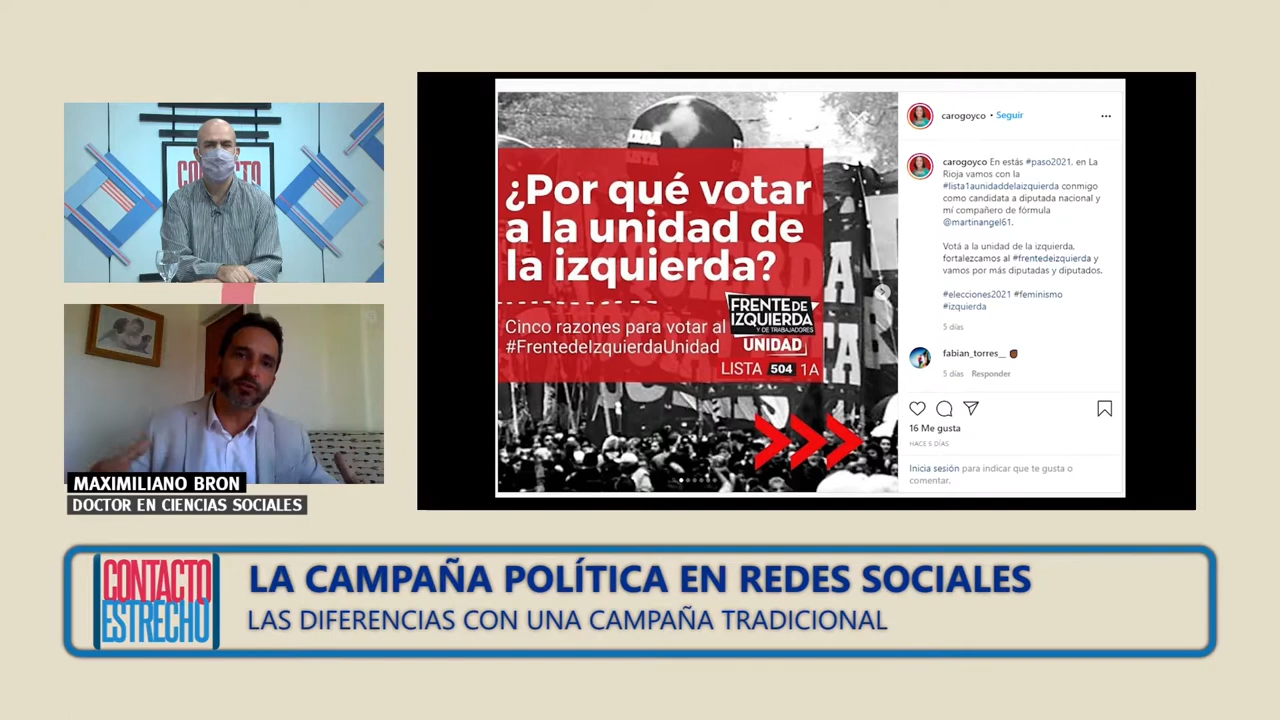 CONTACTO
MAXIMILIANO BRON
DOCTOR EN CIENCIAS SOCIALES
¿Por qué votar
a la unidad de
la izquierda?
Cinco razones para votar al
#FrentedeIzquierdaUnidad
FRENTE DE
IZQUIERDA
Y DE TRABAJADORES
UNIDAD
LISTA 504 1A
carogoyco • Seguir
carogoyco En estás #paso2021, en La
Rioja vamos con la
#lista1aunidaddelaizquierda conmigo
como candidata a diputada nacional y
mí compañero de fórmula
@martinangel61.
Votá a la unidad de la izquierda,
fortalezcamos al #frentedeizquierda y
vamos por más diputadas y diputados.
#elecciones2021 #feminismo
#izquierda
5 días
fabian_torres__
5 días Responder
16 Me gusta
HACE 5 DÍAS
Inicia sesión para indicar que te gusta o
comentar.
CONTACTO
ESTRECHO
LA CAMPAÑA POLÍTICA EN REDES SOCIALES
LAS DIFERENCIAS CON UNA CAMPAÑA TRADICIONAL